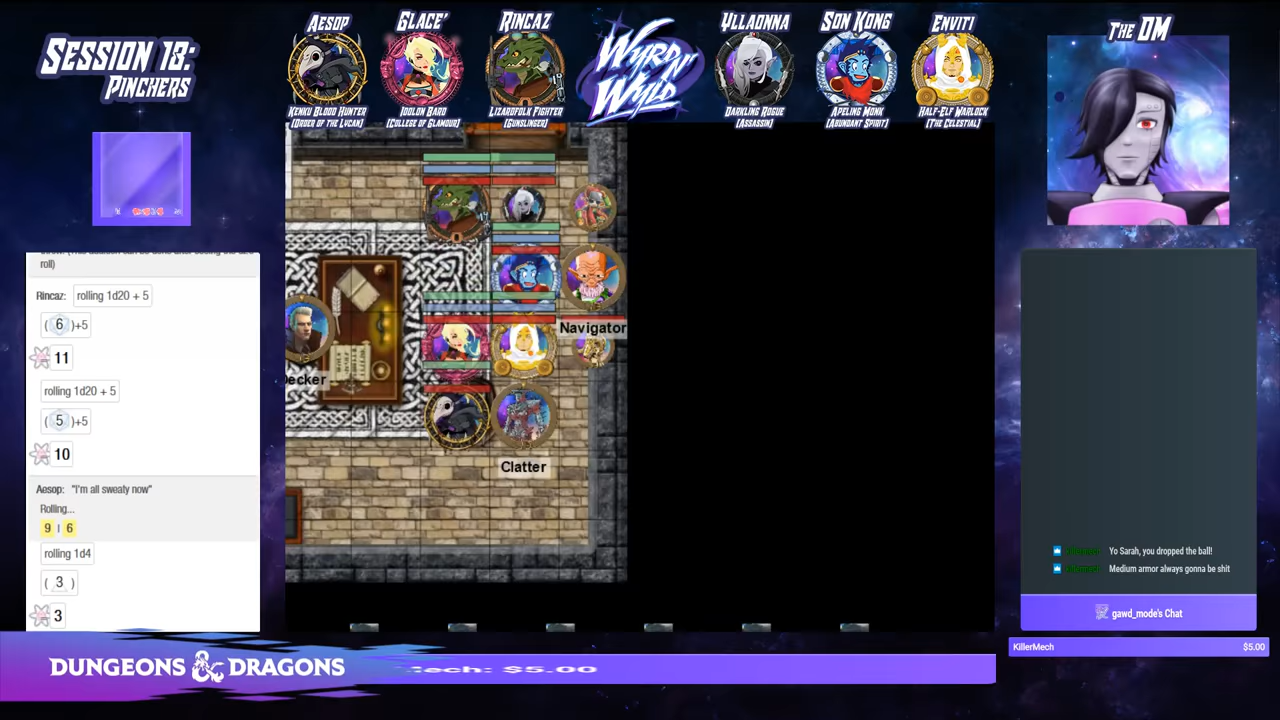 SESSION 18:
PINCHERS
AESOP
KENKU BLOOD HUNTER
(ORDER OF THE LYCAN)
GLACE'
IDOLON BARD
(COLLEGE OF GLAMOUR)
RINCAZ
LIZARDFOLK FIGHTER
(GUNSLINGER)
WYRD N'
WYLD
YLLADNNA
DARKLING ROGUE
(ASSASSIN)
SON KONG
APELING MONK
(ABUNDANT SPIRIT)
ENVITI
HALF-ELF WARLOCK
(THE CELESTIAL)
THE DM
roll)
Rincaz: rolling 1d20 + 5
( 6 )+5
11
rolling 1d20 + 5
( 5 )+5
10
Aesop: "I'm all sweaty now"
Rolling...
9 | 6
rolling 1d4
( 3 )
3
Decker
Navigator
Clatter
Yo Sarah, you dropped the ball!
Medium armor always gonna be shit
gawd_mode's Chat
KillerMech $5.00
DUNGEONS & DRAGONS
Mech: $5.00